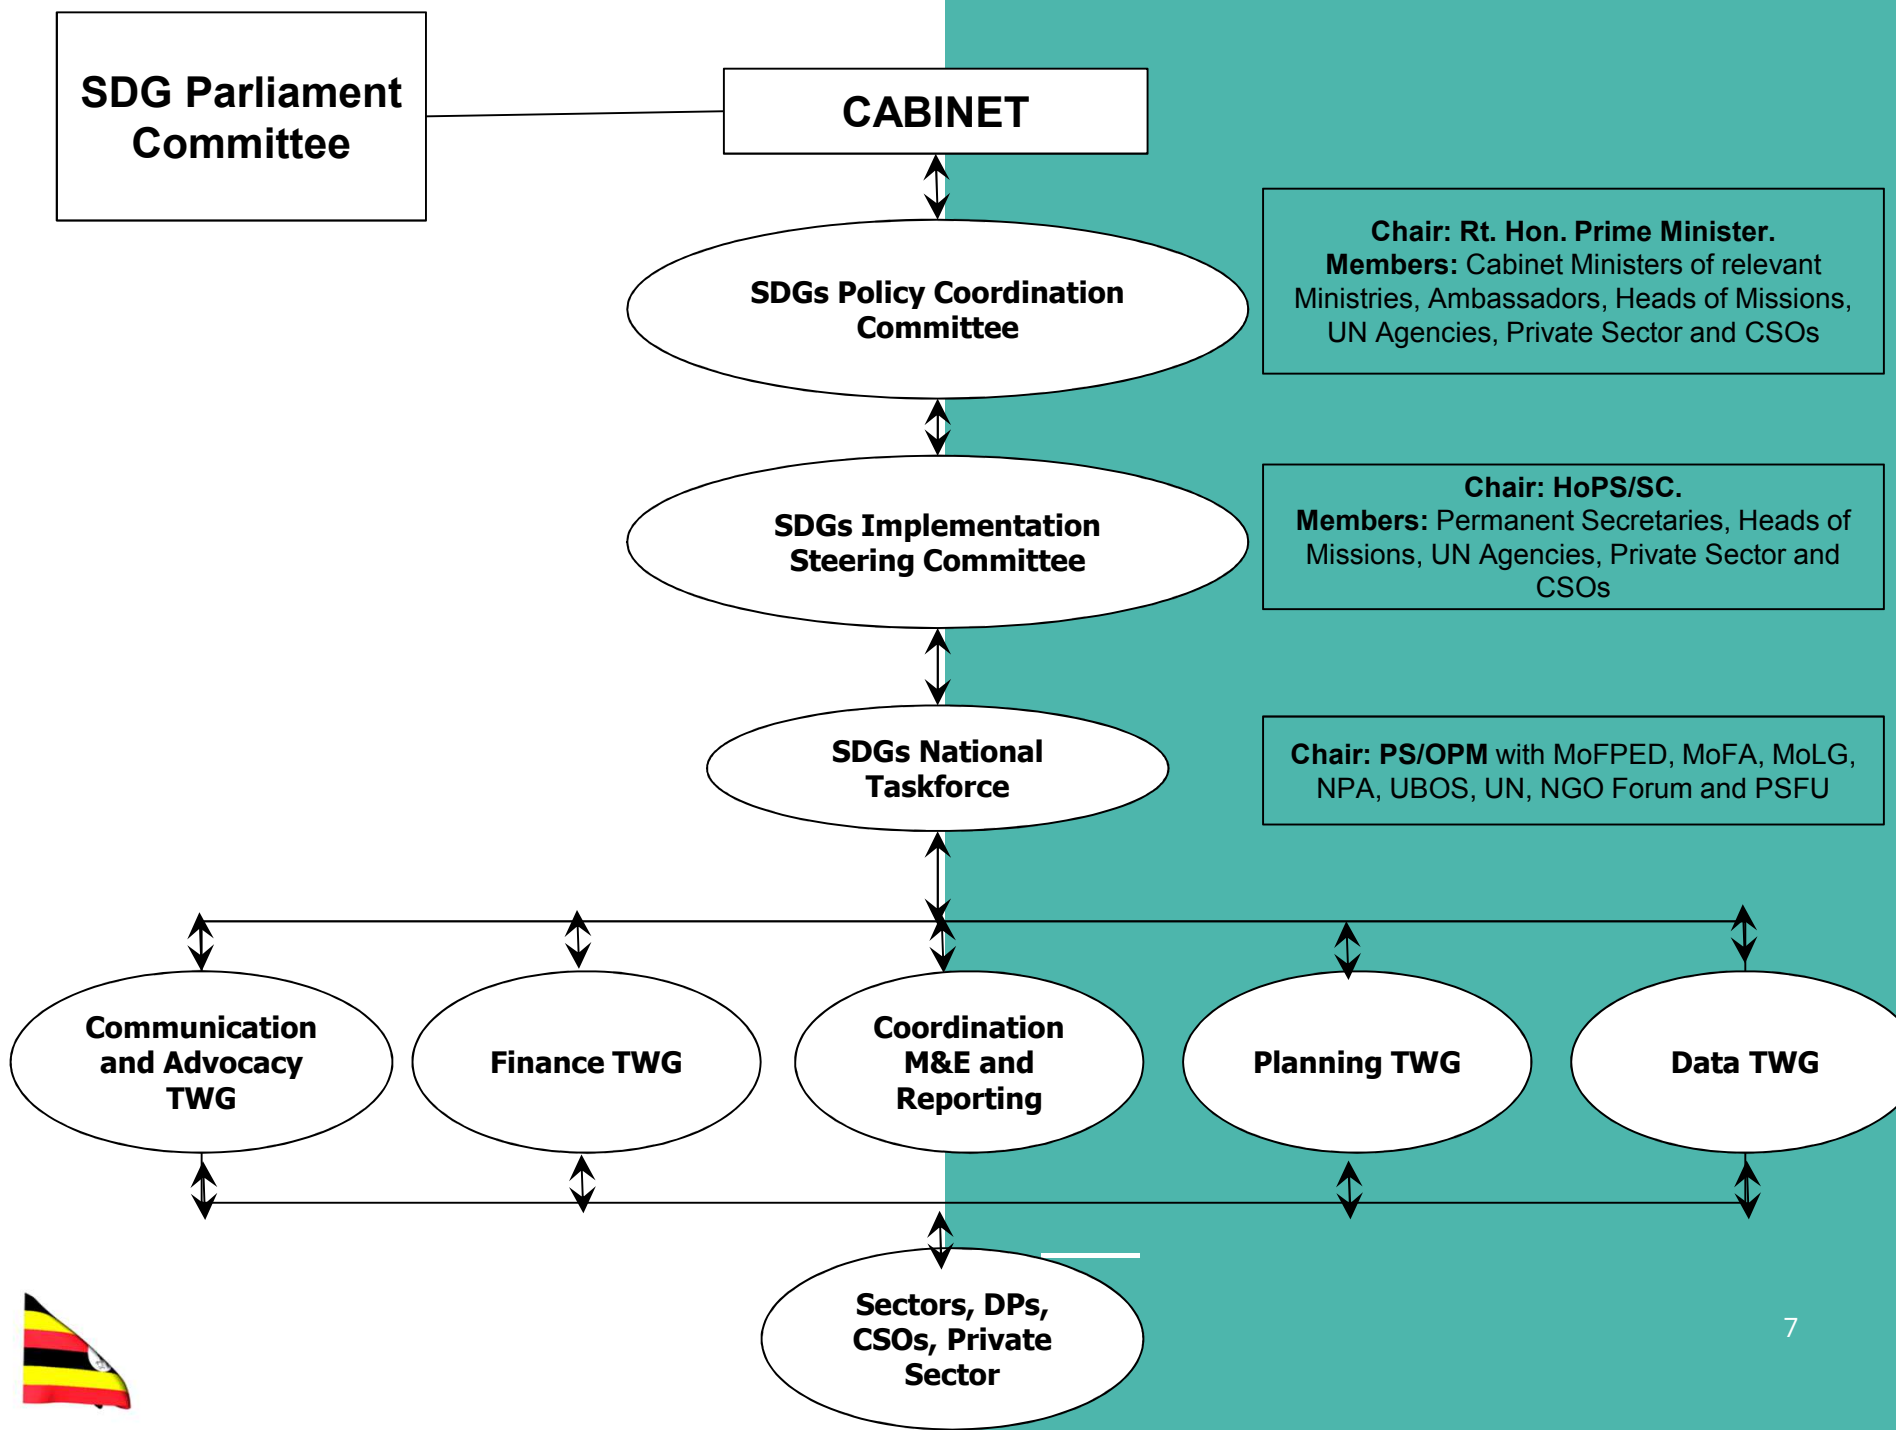 SDG Parliament
Committee
CABINET
SDGs Policy Coordination
Committee
Chair: Rt. Hon. Prime Minister.
Members: Cabinet Ministers of relevant
Ministries, Ambassadors, Heads of Missions,
UN Agencies, Private Sector and CSOs
SDGs Implementation
Steering Committee
Chair: HoPS/SC.
Members: Permanent Secretaries, Heads of
Missions, UN Agencies, Private Sector and
CSOs
SDGs National
Taskforce
Chair: PS/OPM with MoFPED, MoFA, MoLG,
NPA, UBOS, UN, NGO Forum and PSFU
Communication
and Advocacy
TWG
Finance TWG
Coordination
M&E and
Reporting
Planning TWG
Data TWG
Sectors, DPs,
CSOs, Private
Sector
7